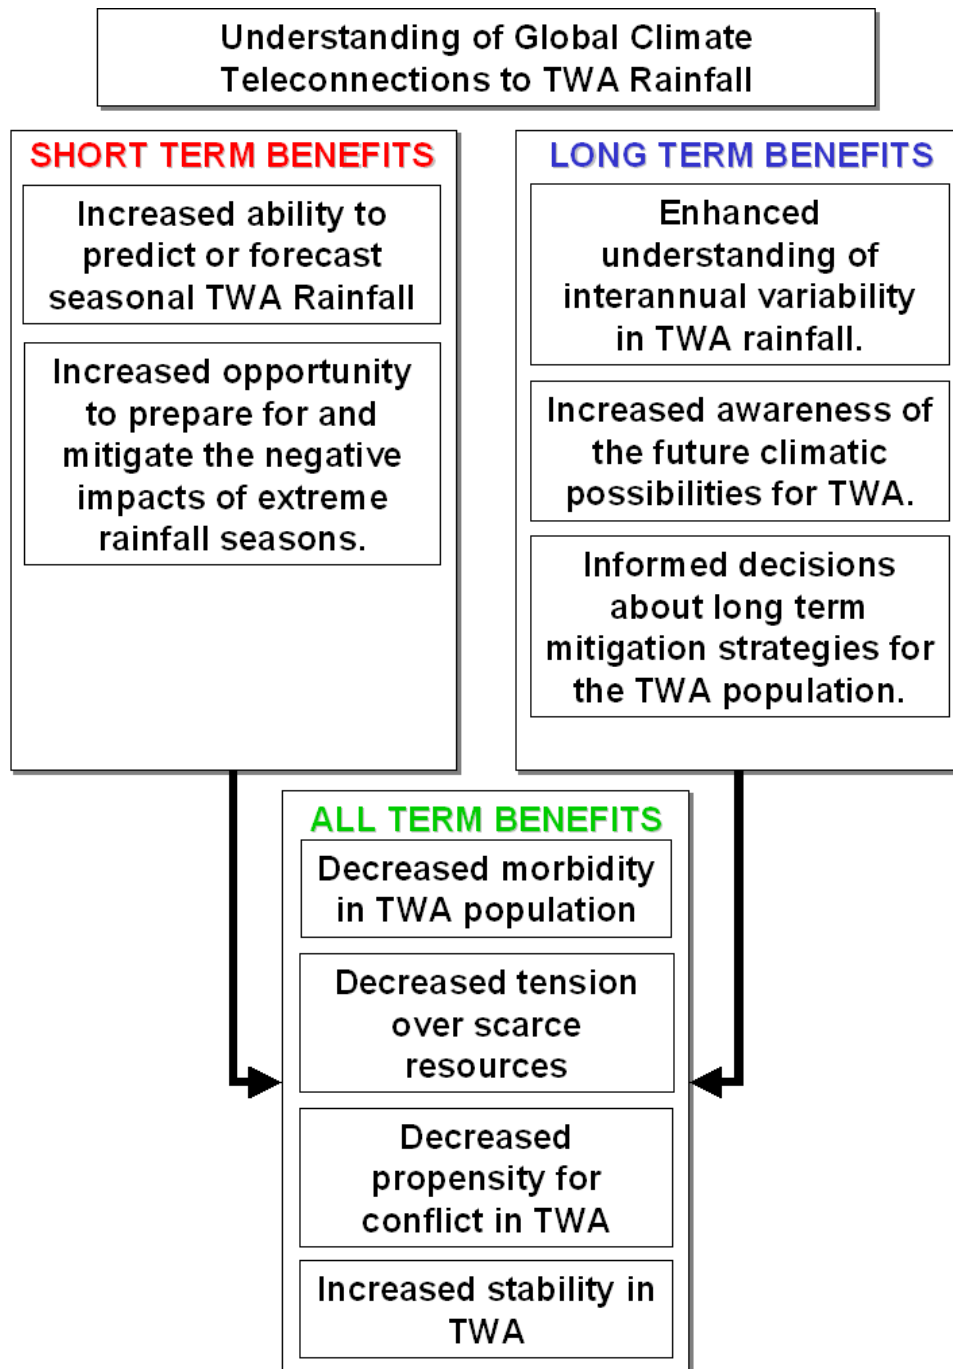 Understanding of Global Climate
Teleconnections to TWA Rainfall
SHORT TERM BENEFITS
Increased ability to
predict or forecast
seasonal TWA Rainfall
Increased opportunity
to prepare for and
mitigate the negative
impacts of extreme
rainfall seasons.
LONG TERM BENEFITS
Enhanced
understanding of
interannual variability
in TWA rainfall.
Increased awareness of
the future climatic
possibilities for TWA.
Informed decisions
about long term
mitigation strategies for
the TWA population.
ALL TERM BENEFITS
Decreased morbidity
in TWA population
Decreased tension
over scarce
resources
Decreased
propensity for
conflict in TWA
Increased stability in
TWA